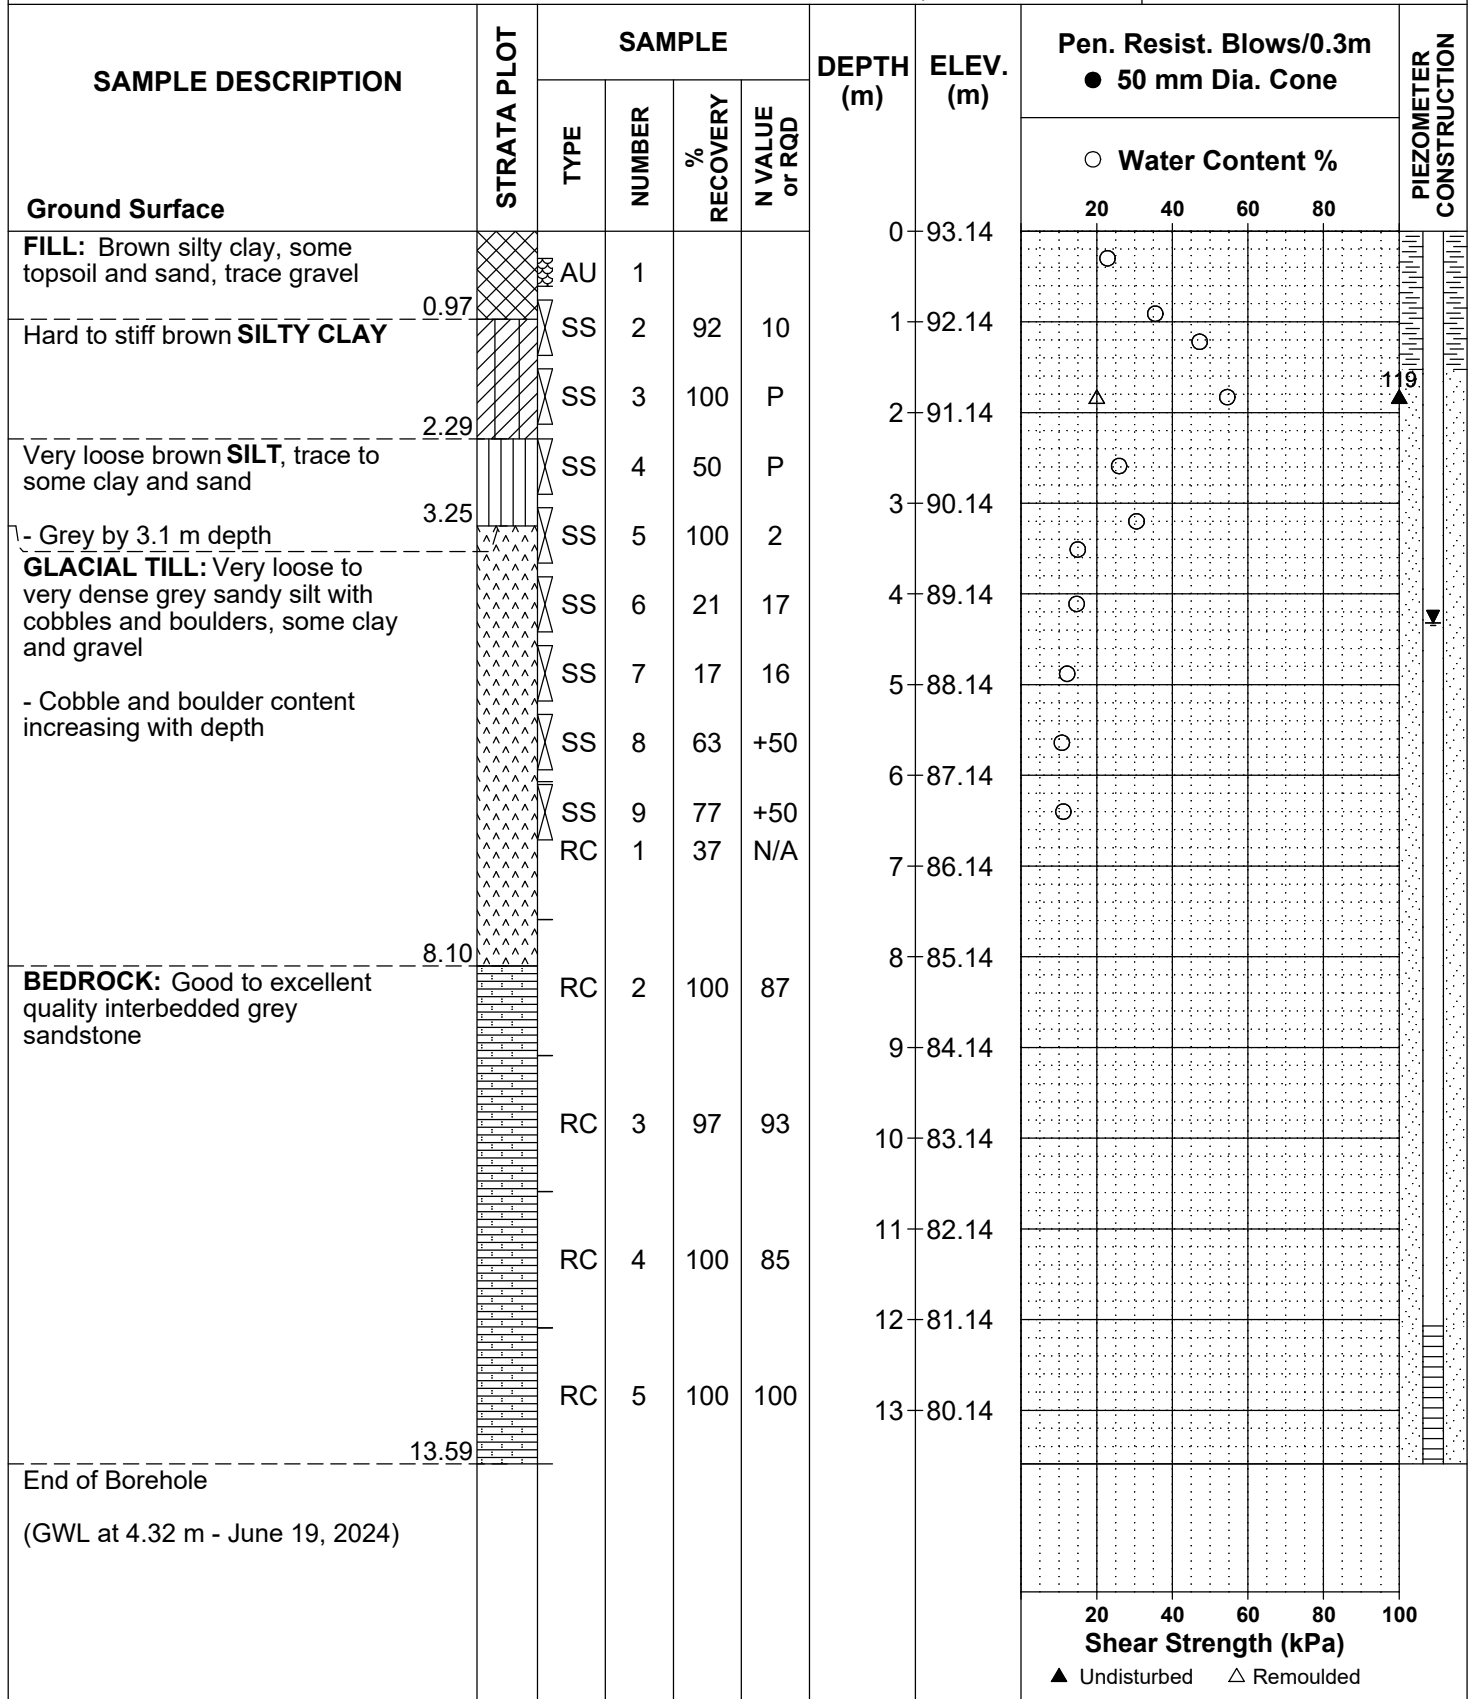 SAMPLE DESCRIPTION
STRATA PLOT
SAMPLE
TYPE
NUMBER
%
RECOVERY
N VALUE
or RQD
DEPTH
(m)
ELEV.
(m)
Pen. Resist. Blows/0.3m
● 50 mm Dia. Cone
○ Water Content %
PIEZOMETER
CONSTRUCTION
20 40 60 80
Ground Surface
0 93.14
FILL: Brown silty clay, some
topsoil and sand, trace gravel
AU 1
0.97
1 92.14
Hard to stiff brown SILTY CLAY
SS 2 92 10
119
SS 3 100 P
2 91.14
2.29
Very loose brown SILT, trace to
some clay and sand
SS 4 50 P
3 90.14
3.25
- Grey by 3.1 m depth
SS 5 100 2
GLACIAL TILL: Very loose to
very dense grey sandy silt with
cobbles and boulders, some clay
and gravel
4 89.14
SS 6 21 17
SS 7 17 16
5 88.14
- Cobble and boulder content
increasing with depth
SS 8 63 +50
6 87.14
SS 9 77 +50
RC 1 37 N/A
7 86.14
8.10
8 85.14
BEDROCK: Good to excellent
quality interbedded grey
sandstone
RC 2 100 87
9 84.14
RC 3 97 93
10 83.14
11 82.14
RC 4 100 85
12 81.14
RC 5 100 100
13 80.14
13.59
End of Borehole
(GWL at 4.32 m - June 19, 2024)
20 40 60 80 100
Shear Strength (kPa)
▲ Undisturbed △ Remoulded